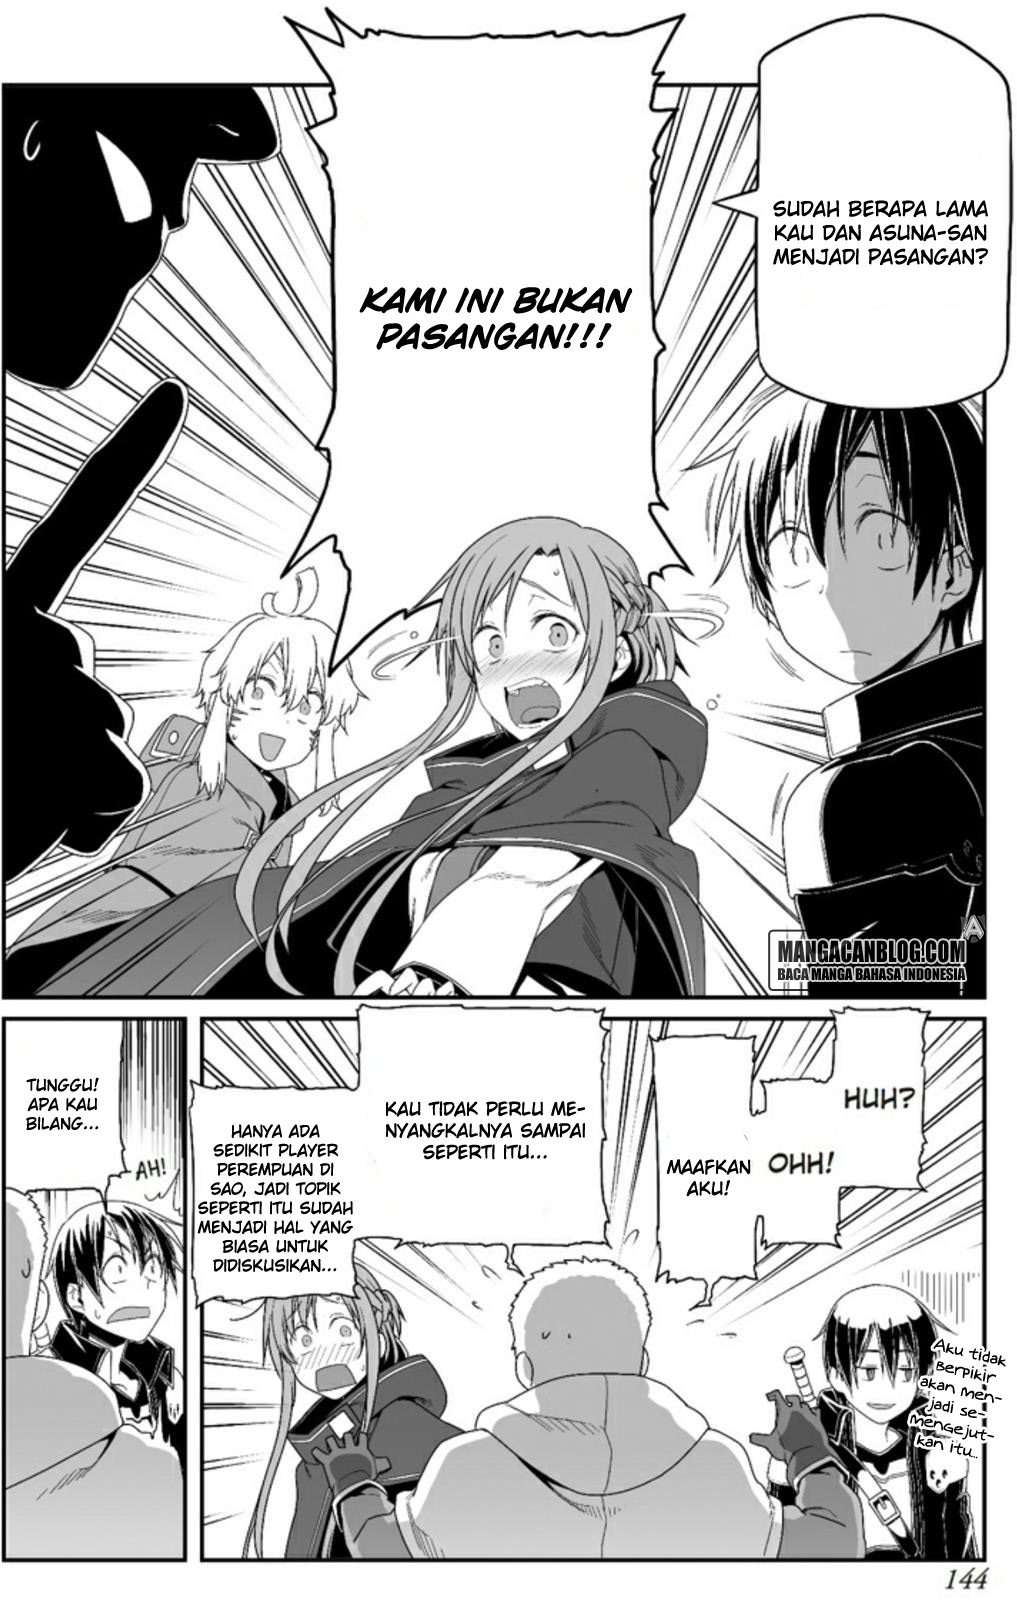 SUDAH BERAPA LAMA
KAU DAN ASUNA-SAN
MENJADI PASANGAN?
KAMI INI BUKAN
PASANGAN!!!
MANGACANBLOG.COM
BACA MANGA BAHASA INDONESIA
TUNGGU!
APA KAU
BILANG...
AH!
HANYA ADA
SEDIKIT PLAYER
PEREMPUAN DI
SAO, JADI TOPIK
SEPERTI ITU SUDAH
MENJADI HAL YANG
BIASA UNTUK
DIDISKUSIKAN...
KAU TIDAK PERLU ME-
NYANGKALNYA SAMPAI
SEPERTI ITU...
MAAFKAN
AKU!
OHH!
HUH?
Aku tidak
berpikir
akan men-
jadi se-
mengejut-
kan itu...
144